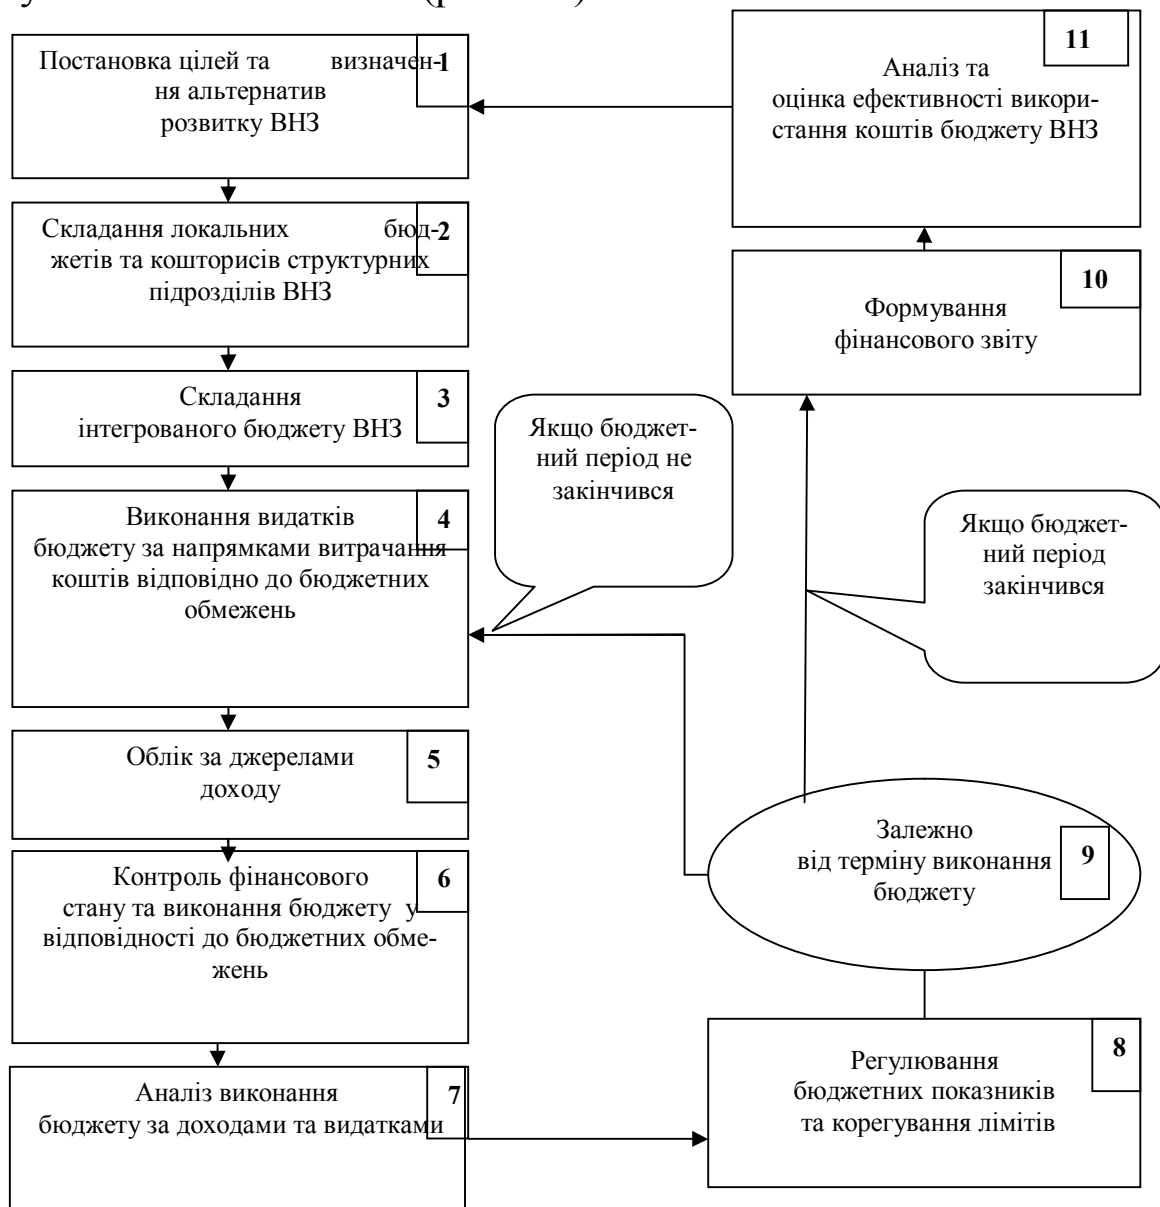 1
Постановка цілей та визначен-
ня альтернатив
розвитку ВНЗ
2
Складання локальних бюд-
жетів та кошторисів структурних
підрозділів ВНЗ
3
Складання
інтегрованого бюджету ВНЗ
4
Виконання видатків
бюджету за напрямками витрачання
коштів відповідно до бюджетних
обмежень
5
Облік за джерелами
доходу
6
Контроль фінансового
стану та виконання бюджету у
відповідності до бюджетних обме-
жень
7
Аналіз виконання
бюджету за доходами та видатками
8
Регулювання
бюджетних показників
та корегування лімітів
9
Залежно
від терміну виконання
бюджету
Якщо бюджет-
ний період не
закінчився
Якщо бюджет-
ний період
закінчився
10
Формування
фінансового звіту
11
Аналіз та
оцінка ефективності викори-
стання коштів бюджету ВНЗ